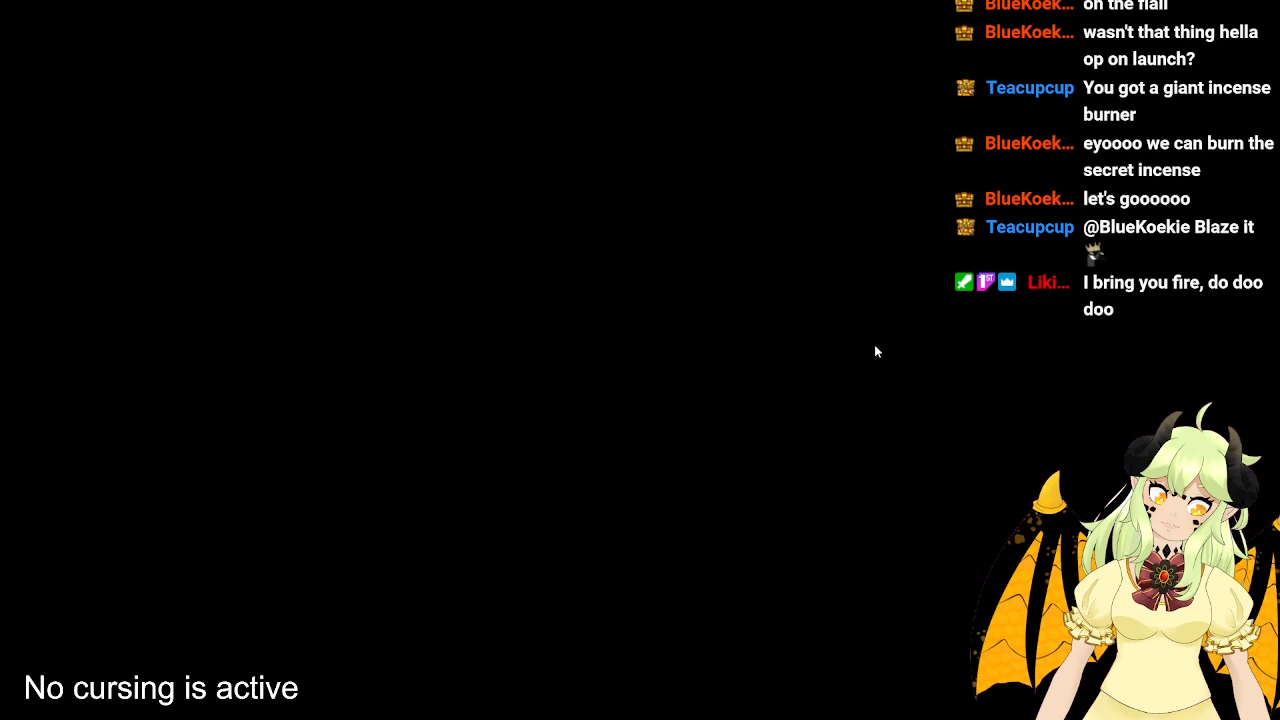 BlueKoek... on the flail
BlueKoek... wasn't that thing hella
op on launch?
Teacupcup You got a giant incense
burner
BlueKoek... eyoooo we can burn the
secret incense
BlueKoek... let's goooooo
Teacupcup @BlueKoekie Blaze it
1ST Liki... I bring you fire, do doo
doo
No cursing is active